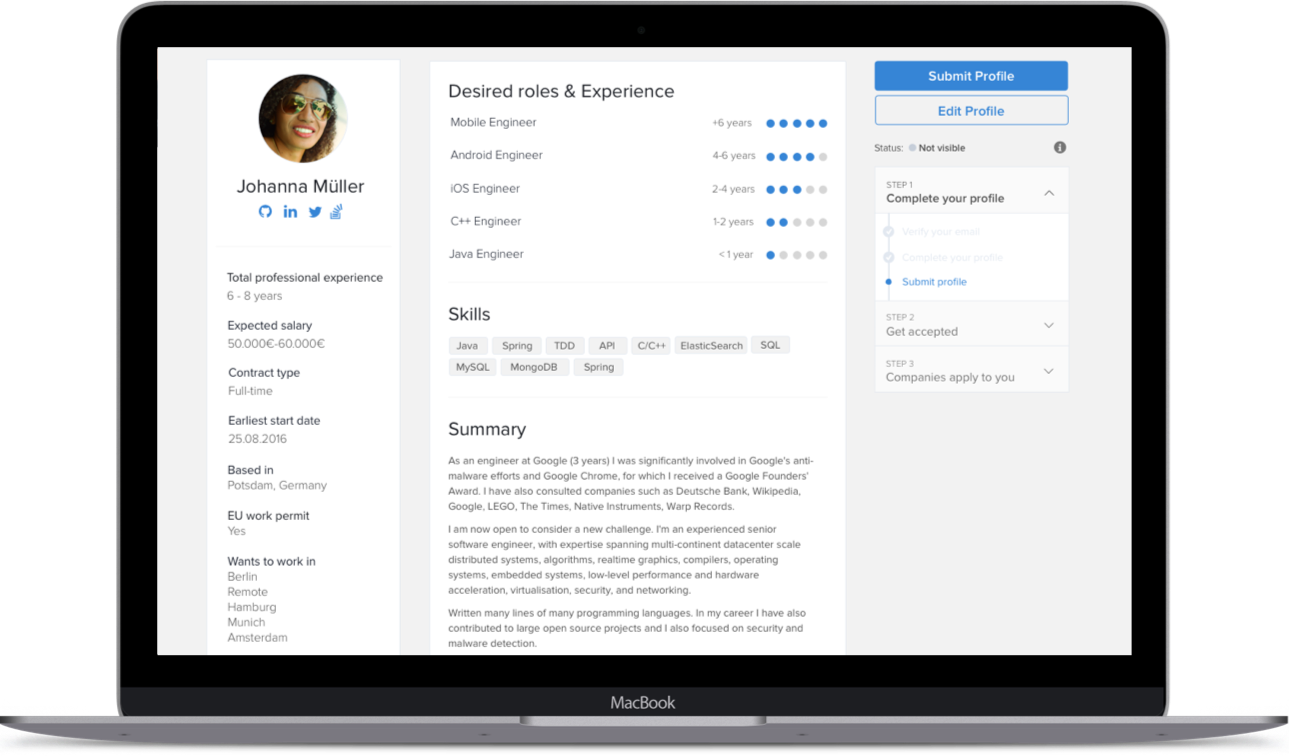 Johanna Müller
Total professional experience
6 - 8 years
Expected salary
50.000€-60.000€
Contract type
Full-time
Earliest start date
25.08.2016
Based in
Potsdam, Germany
EU work permit
Yes
Wants to work in
Berlin
Remote
Hamburg
Munich
Amsterdam
Desired roles & Experience
Mobile Engineer +6 years
Android Engineer 4-6 years
iOS Engineer 2-4 years
C++ Engineer 1-2 years
Java Engineer < 1 year
Skills
Java Spring TDD API C/C++ ElasticSearch SQL
MySQL MongoDB Spring
Summary
As an engineer at Google (3 years) I was significantly involved in Google's anti-
malware efforts and Google Chrome, for which I received a Google Founders'
Award. I have also consulted companies such as Deutsche Bank, Wikipedia,
Google, LEGO, The Times, Native Instruments, Warp Records.
I am now open to consider a new challenge. I'm an experienced senior
software engineer, with expertise spanning multi-continent datacenter scale
distributed systems, algorithms, realtime graphics, compilers, operating
systems, embedded systems, low-level performance and hardware
acceleration, virtualisation, security, and networking.
Written many lines of many programming languages. In my career I have also
contributed to large open source projects and I also focused on security and
malware detection.
Submit Profile
Edit Profile
Status: Not visible
STEP 1
Complete your profile
Verify your email
Complete your profile
Submit profile
STEP 2
Get accepted
STEP 3
Companies apply to you
MacBook